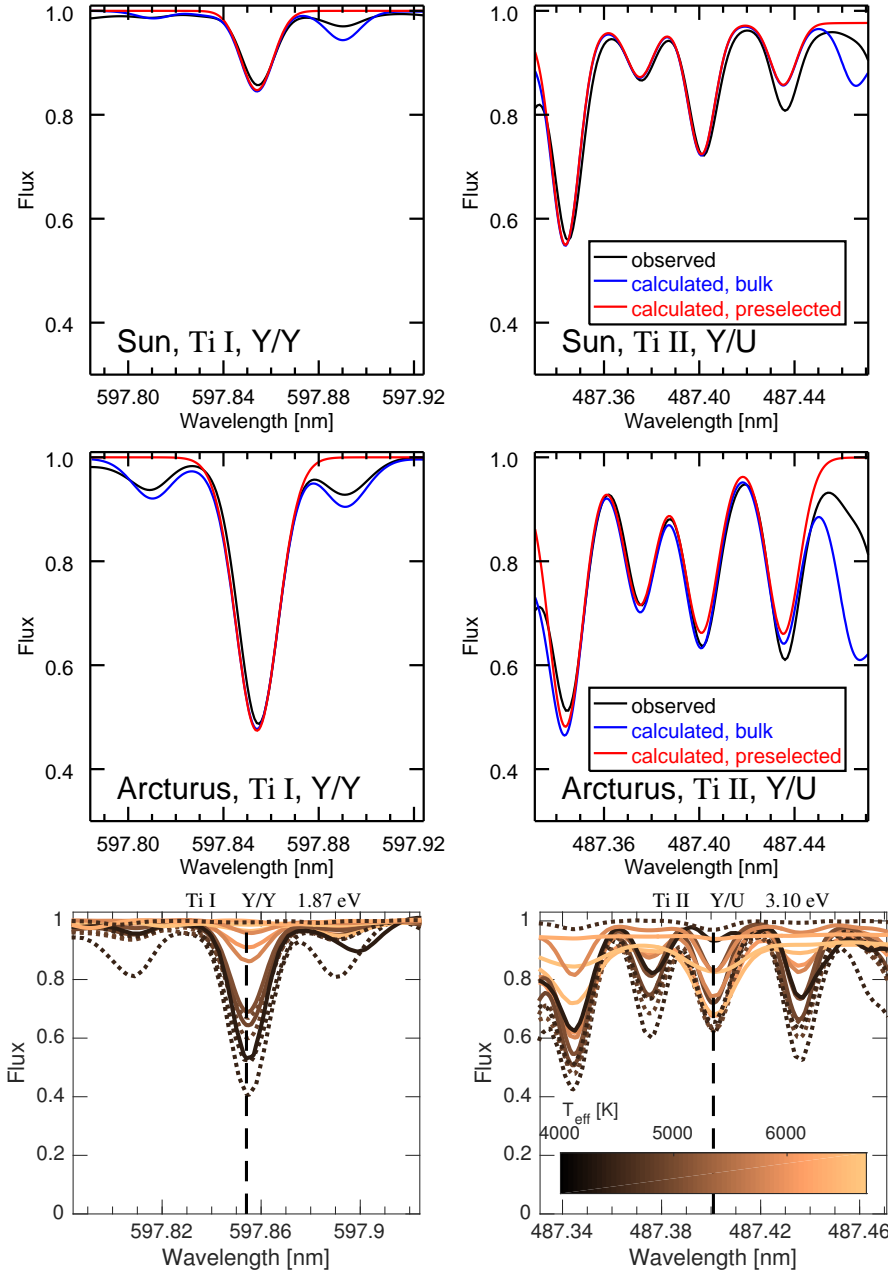 1.0
0.8
0.6
0.4
Flux
Sun, Ti I, Y/Y
597.80 597.84 597.88 597.92
Wavelength [nm]
1.0
0.8
0.6
0.4
Flux
observed
calculated, bulk
calculated, preselected
Sun, Ti II, Y/U
487.36 487.40 487.44
Wavelength [nm]
1.0
0.8
0.6
0.4
Flux
Arcturus, Ti I, Y/Y
597.80 597.84 597.88 597.92
Wavelength [nm]
1.0
0.8
0.6
0.4
Flux
observed
calculated, bulk
calculated, preselected
Arcturus, Ti II, Y/U
487.36 487.40 487.44
Wavelength [nm]
Ti I Y/Y 1.87 eV
1
0.8
0.6
0.4
0.2
0
Flux
597.82 597.86 597.9
Wavelength [nm]
Ti II Y/U 3.10 eV
1
0.8
0.6
0.4
0.2
0
Flux
T_eff [K]
4000 5000 6000
487.34 487.38 487.42 487.46
Wavelength [nm]